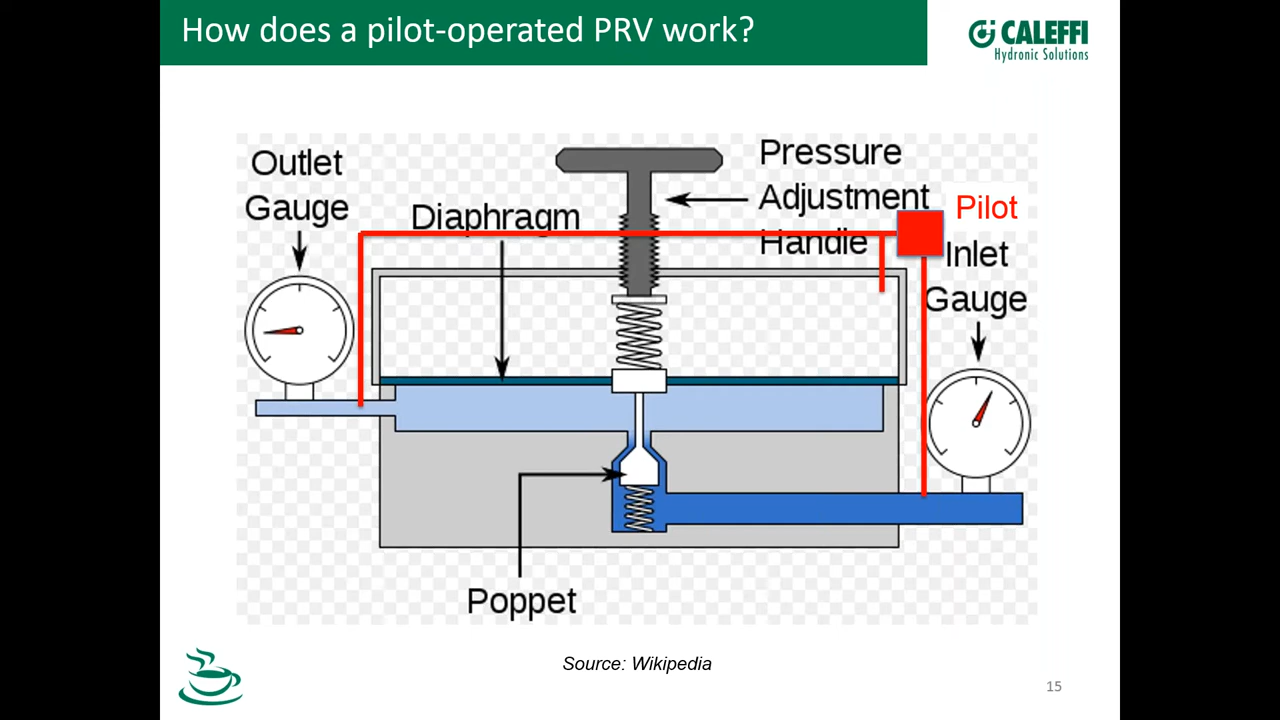 How does a pilot-operated PRV work?
CALEFFI
Hydronic Solutions
Outlet
Gauge
Diaphragm
Pressure
Adjustment
Handle
Pilot
Inlet
Gauge
Poppet
Source: Wikipedia
15